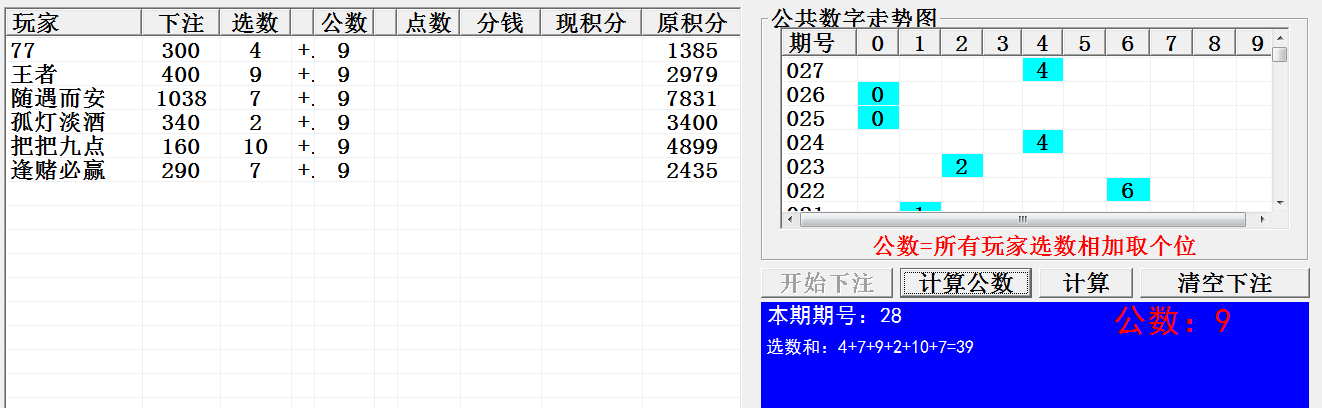 玩家 下注 选数 公数 点数 分钱 现积分 原积分
77 300 4 +. 9 1385
王者 400 9 +. 9 2979
随遇而安 1038 7 +. 9 7831
孤灯淡酒 340 2 +. 9 3400
把把九点 160 10 +. 9 4899
逢赌必赢 290 7 +. 9 2435
公共数字走势图
期号 0 1 2 3 4 5 6 7 8 9
027 4
026 0
025 0
024 4
023 2
022 6
公数=所有玩家选数相加取个位
开始下注 计算公数 计算 清空下注
本期期号：28 公数：9
选数和：4+7+9+2+10+7=39